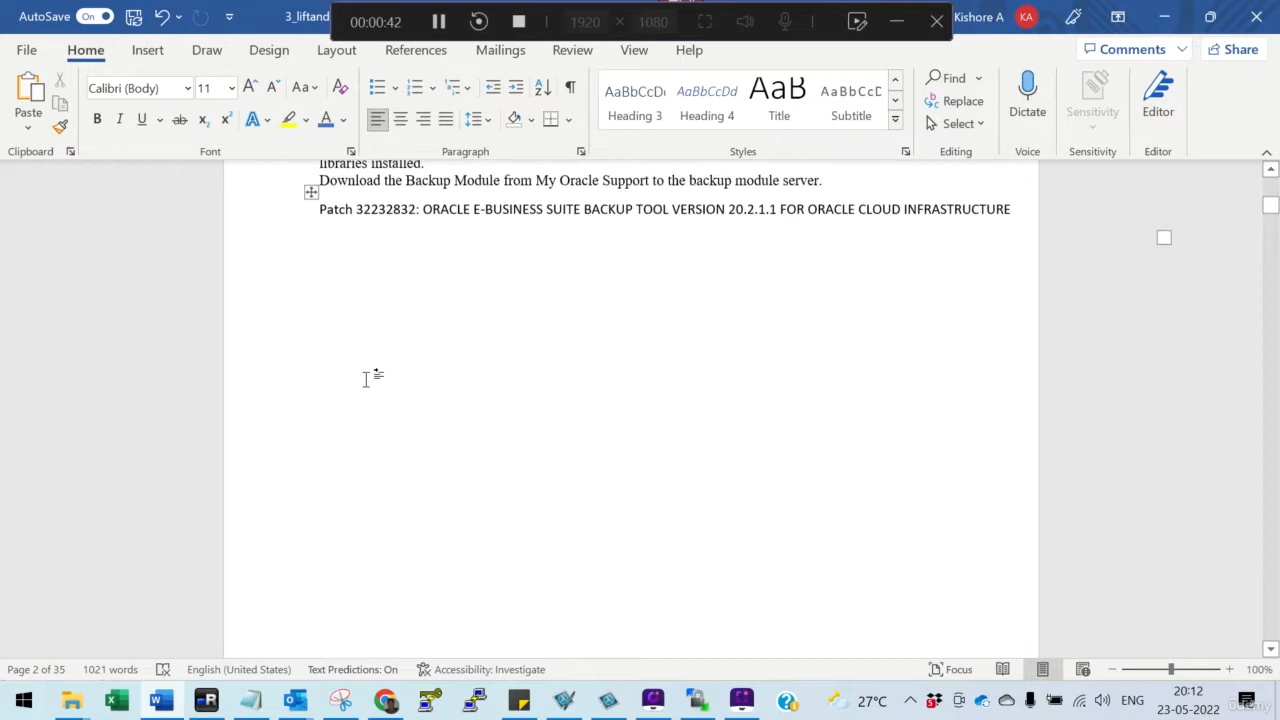 AutoSave On 3_liftand 00:00:42 1920 × 1080 Kishore A KA
File Home Insert Draw Design Layout References Mailings Review View Help Comments Share
Paste Calibri (Body) 11 Aa AaBbCcDc AaBbCcDd AaB AaBbCcD Find
Heading 3 Heading 4 Title Subtitle Replace Dictate Sensitivity Editor
B I U ab x₂ x² A A Select
Clipboard Font Paragraph Styles Editing Voice Sensitivity Editor
libraries installed.
Download the Backup Module from My Oracle Support to the backup module server.
Patch 32232832: ORACLE E-BUSINESS SUITE BACKUP TOOL VERSION 20.2.1.1 FOR ORACLE CLOUD INFRASTRUCTURE
Page 2 of 35 1021 words English (United States) Text Predictions: On Accessibility: Investigate Focus 100%
27°C ENG 20:12
23-05-2022